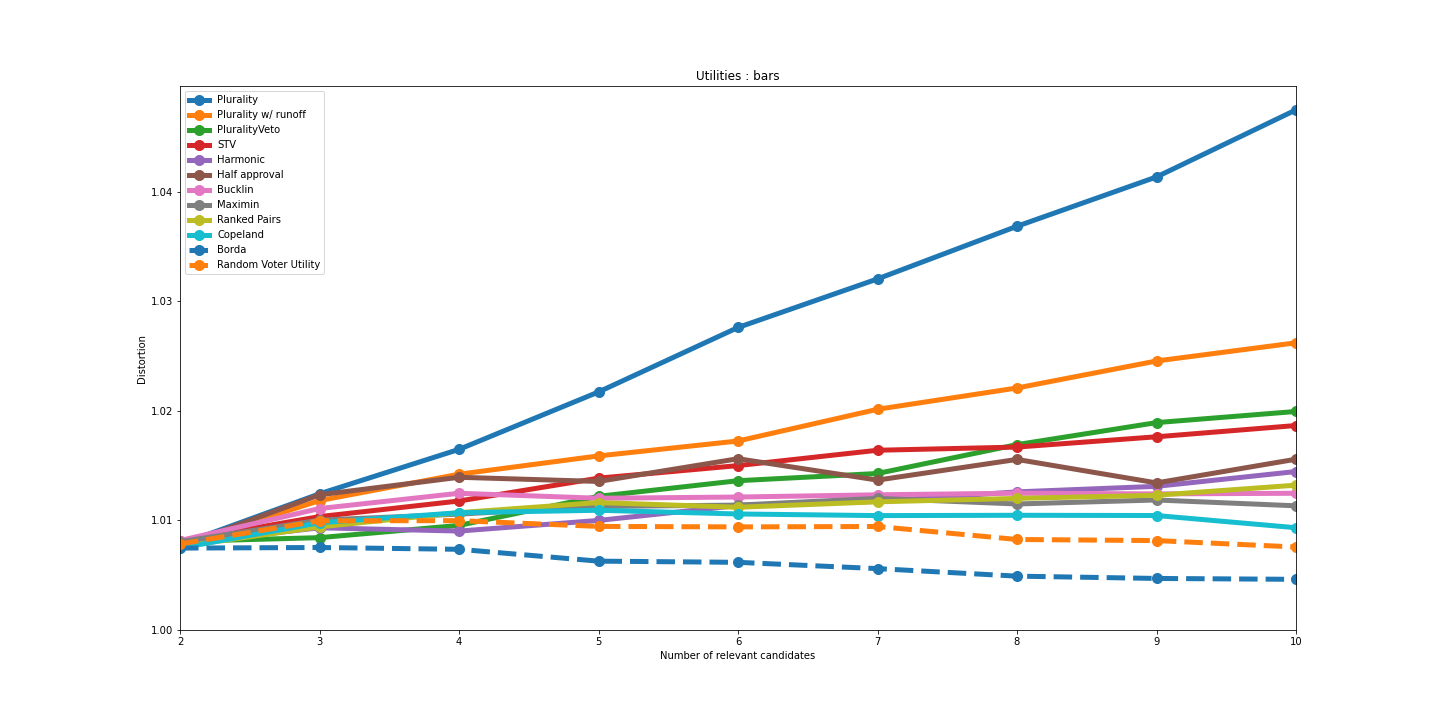 Utilities : bars
Plurality
Plurality w/ runoff
PluralityVeto
STV
Harmonic
Half approval
Bucklin
Maximin
Ranked Pairs
Copeland
Borda
Random Voter Utility
1.04
1.03
1.02
1.01
1.00
Distortion
2 3 4 5 6 7 8 9 10
Number of relevant candidates